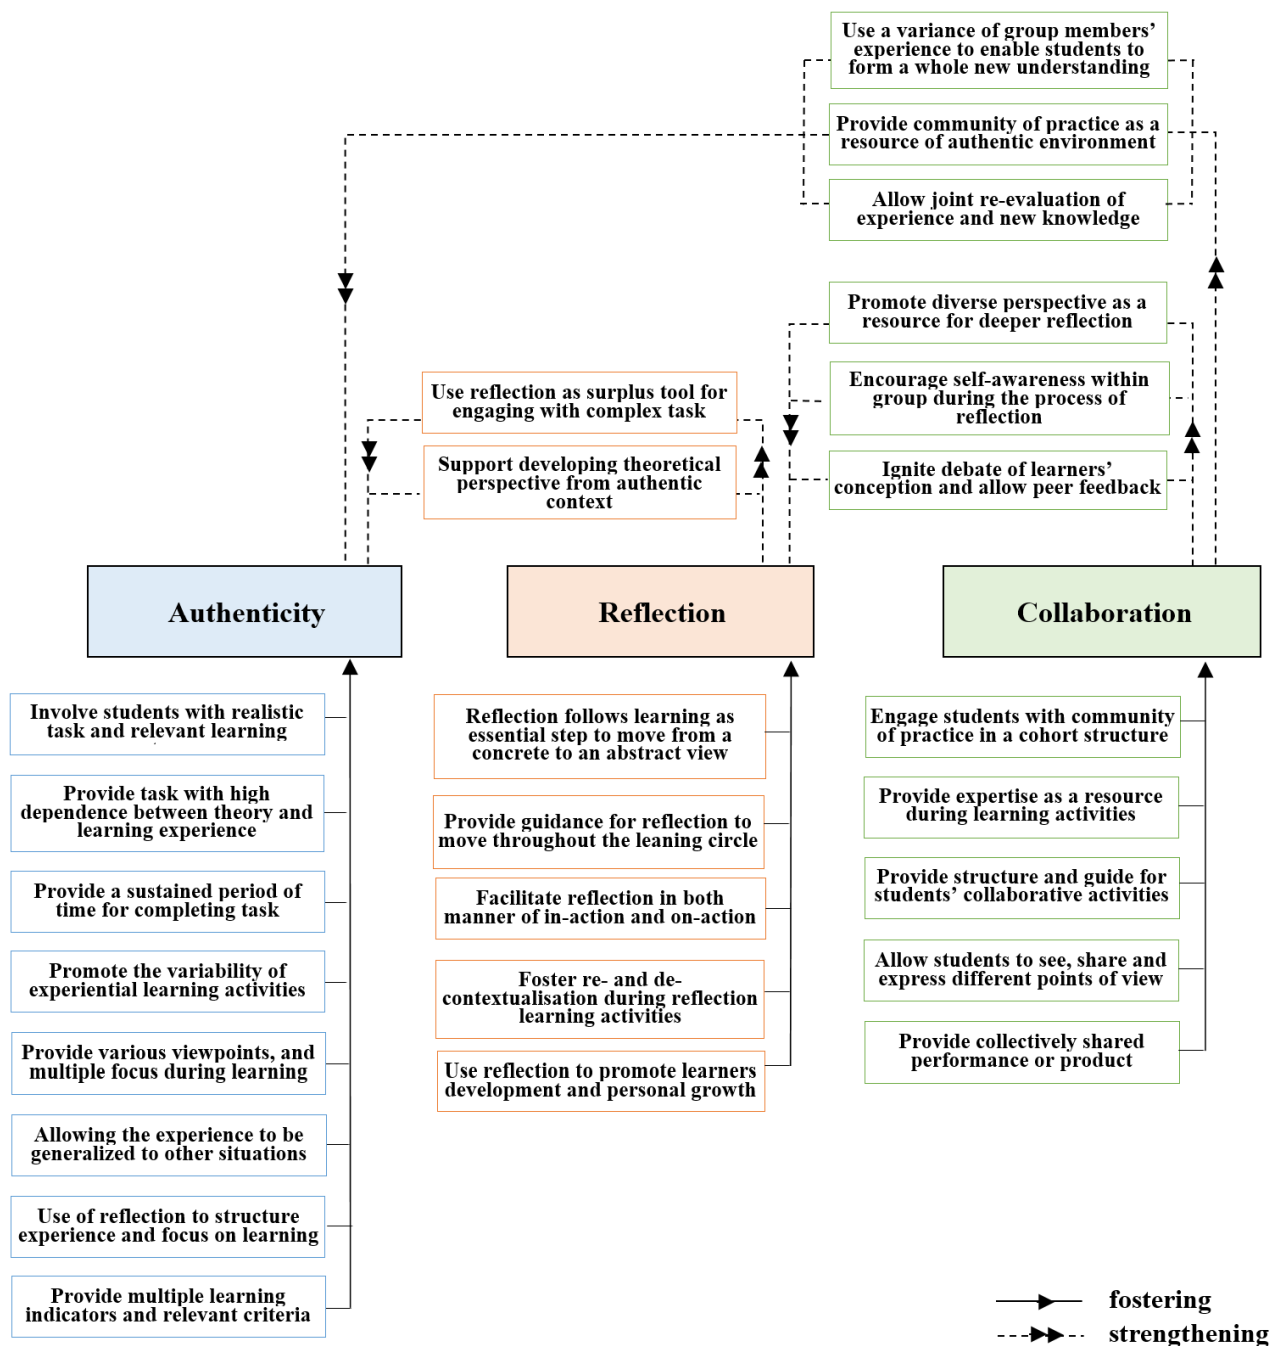 Use a variance of group members’
experience to enable students to
form a whole new understanding
Provide community of practice as a
resource of authentic environment
Allow joint re-evaluation of
experience and new knowledge
Promote diverse perspective as a
resource for deeper reflection
Encourage self-awareness within
group during the process of
reflection
Ignite debate of learners’
conception and allow peer feedback
Use reflection as surplus tool for
engaging with complex task
Support developing theoretical
perspective from authentic
context
Authenticity
Reflection
Collaboration
Involve students with realistic
task and relevant learning
Provide task with high
dependence between theory and
learning experience
Provide a sustained period of
time for completing task
Promote the variability of
experiential learning activities
Provide various viewpoints, and
multiple focus during learning
Allowing the experience to be
generalized to other situations
Use of reflection to structure
experience and focus on learning
Provide multiple learning
indicators and relevant criteria
Reflection follows learning as
essential step to move from a
concrete to an abstract view
Provide guidance for reflection to
move throughout the leaning circle
Facilitate reflection in both
manner of in-action and on-action
Foster re- and de-
contextualisation during reflection
learning activities
Use reflection to promote learners
development and personal growth
Engage students with community
of practice in a cohort structure
Provide expertise as a resource
during learning activities
Provide structure and guide for
students’ collaborative activities
Allow students to see, share and
express different points of view
Provide collectively shared
performance or product
fostering
strengthening